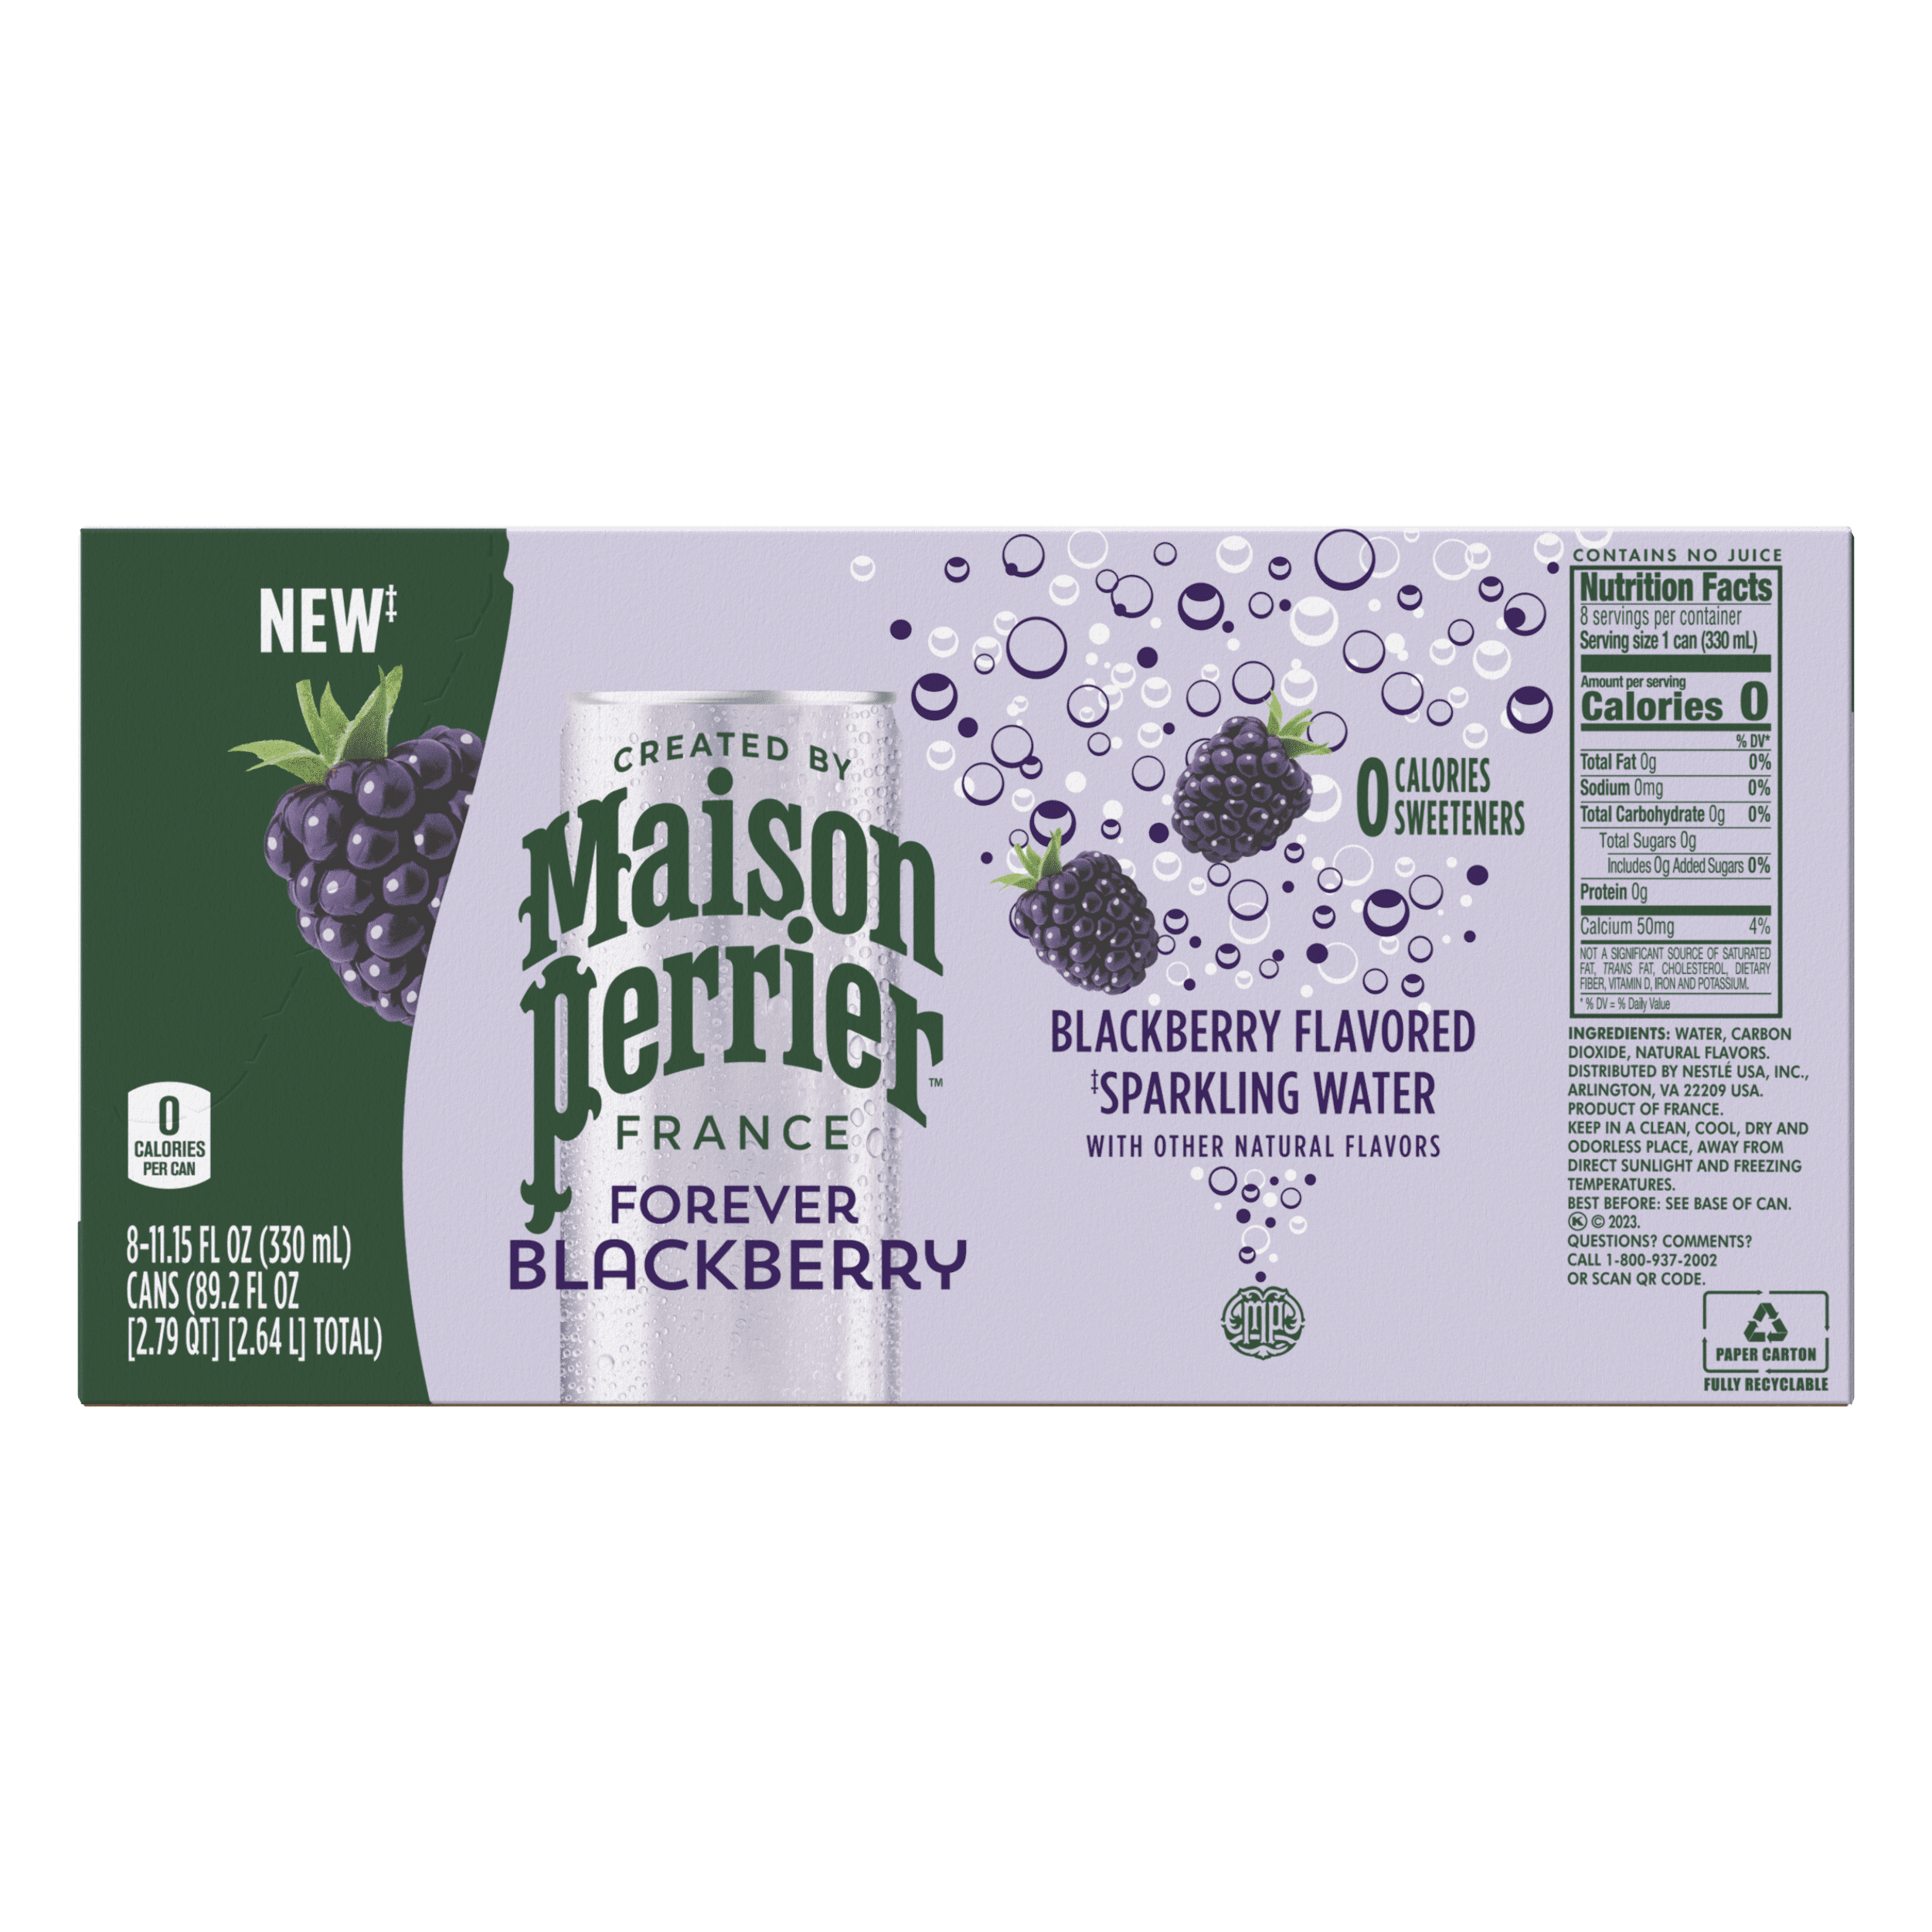 NEW‡
0
CALORIES
PER CAN
8-11.15 FL OZ (330 mL)
CANS (89.2 FL OZ
[2.79 QT] [2.64 L] TOTAL)
CREATED BY
Maison
perrier
™
FRANCE
FOREVER
BLACKBERRY
0 CALORIES
SWEETENERS
BLACKBERRY FLAVORED
‡SPARKLING WATER
WITH OTHER NATURAL FLAVORS
MP
CONTAINS NO JUICE
Nutrition Facts
8 servings per container
Serving size 1 can (330 mL)
Amount per serving
Calories 0
% DV*
Total Fat 0g 0%
Sodium 0mg 0%
Total Carbohydrate 0g 0%
Total Sugars 0g
Includes 0g Added Sugars 0%
Protein 0g
Calcium 50mg 4%
NOT A SIGNIFICANT SOURCE OF SATURATED
FAT, TRANS FAT, CHOLESTEROL, DIETARY
FIBER, VITAMIN D, IRON AND POTASSIUM.
* % DV = % Daily Value
INGREDIENTS: WATER, CARBON
DIOXIDE, NATURAL FLAVORS.
DISTRIBUTED BY NESTLÉ USA, INC.,
ARLINGTON, VA 22209 USA.
PRODUCT OF FRANCE.
KEEP IN A CLEAN, COOL, DRY AND
ODORLESS PLACE, AWAY FROM
DIRECT SUNLIGHT AND FREEZING
TEMPERATURES.
BEST BEFORE: SEE BASE OF CAN.
K © 2023.
QUESTIONS? COMMENTS?
CALL 1-800-937-2002
OR SCAN QR CODE.
PAPER CARTON
FULLY RECYCLABLE